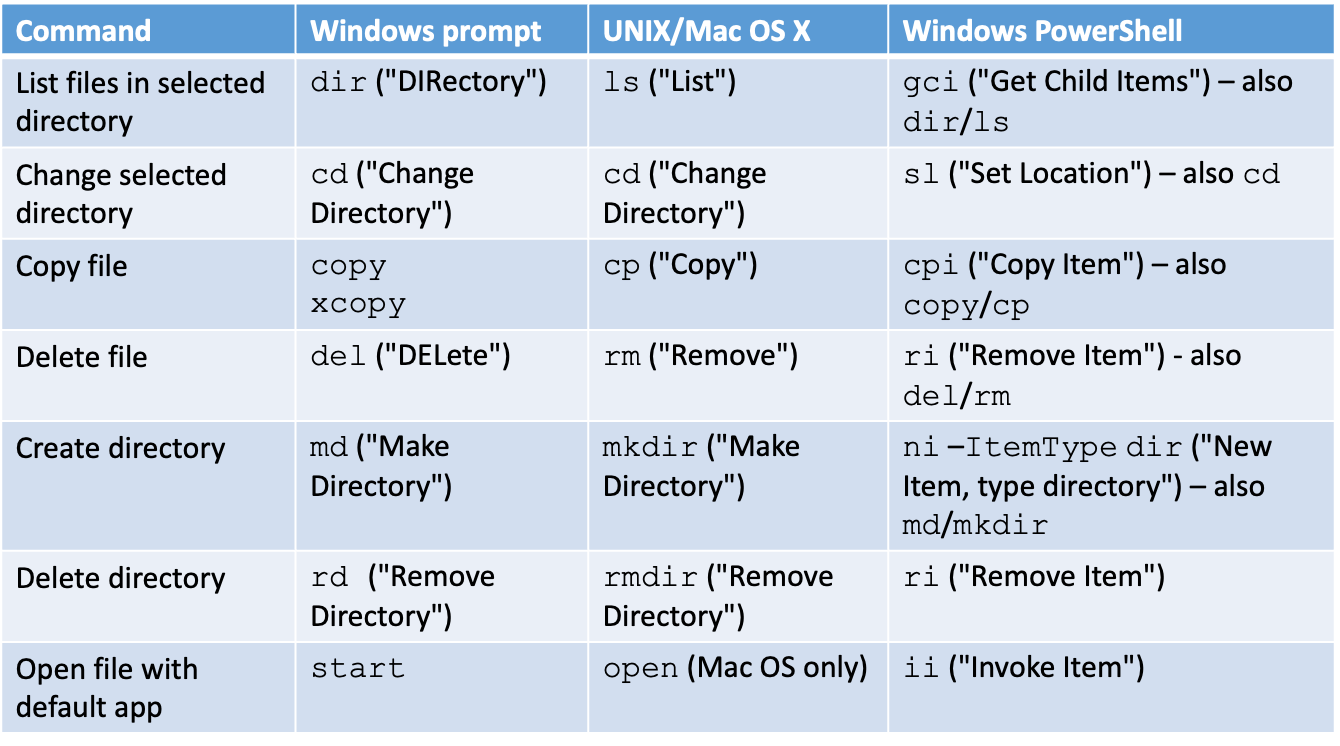 Command Windows prompt UNIX/Mac OS X Windows PowerShell
List files in selected directory dir ("DIRectory") ls ("List") gci ("Get Child Items") – also dir/ls
Change selected directory cd ("Change Directory") cd ("Change Directory") sl ("Set Location") – also cd
Copy file copy xcopy cp ("Copy") cpi ("Copy Item") – also copy/cp
Delete file del ("DELete") rm ("Remove") ri ("Remove Item") - also del/rm
Create directory md ("Make Directory") mkdir ("Make Directory") ni –ItemType dir ("New Item, type directory") – also md/mkdir
Delete directory rd ("Remove Directory") rmdir ("Remove Directory") ri ("Remove Item")
Open file with default app start open (Mac OS only) ii ("Invoke Item")